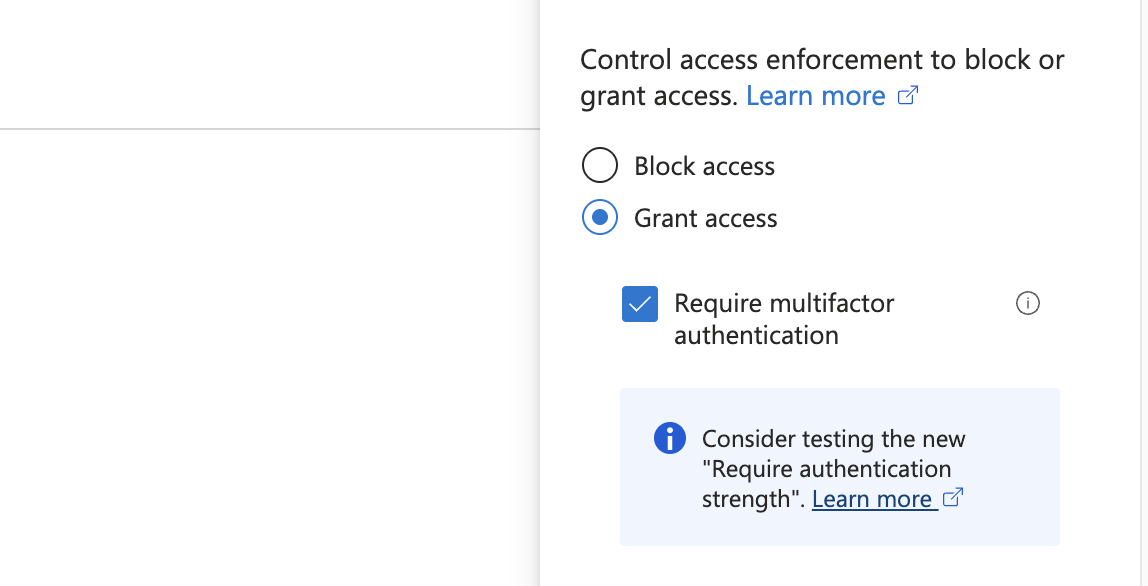 Control access enforcement to block or
grant access. Learn more
Block access
Grant access
Require multifactor
authentication
Consider testing the new
"Require authentication
strength". Learn more